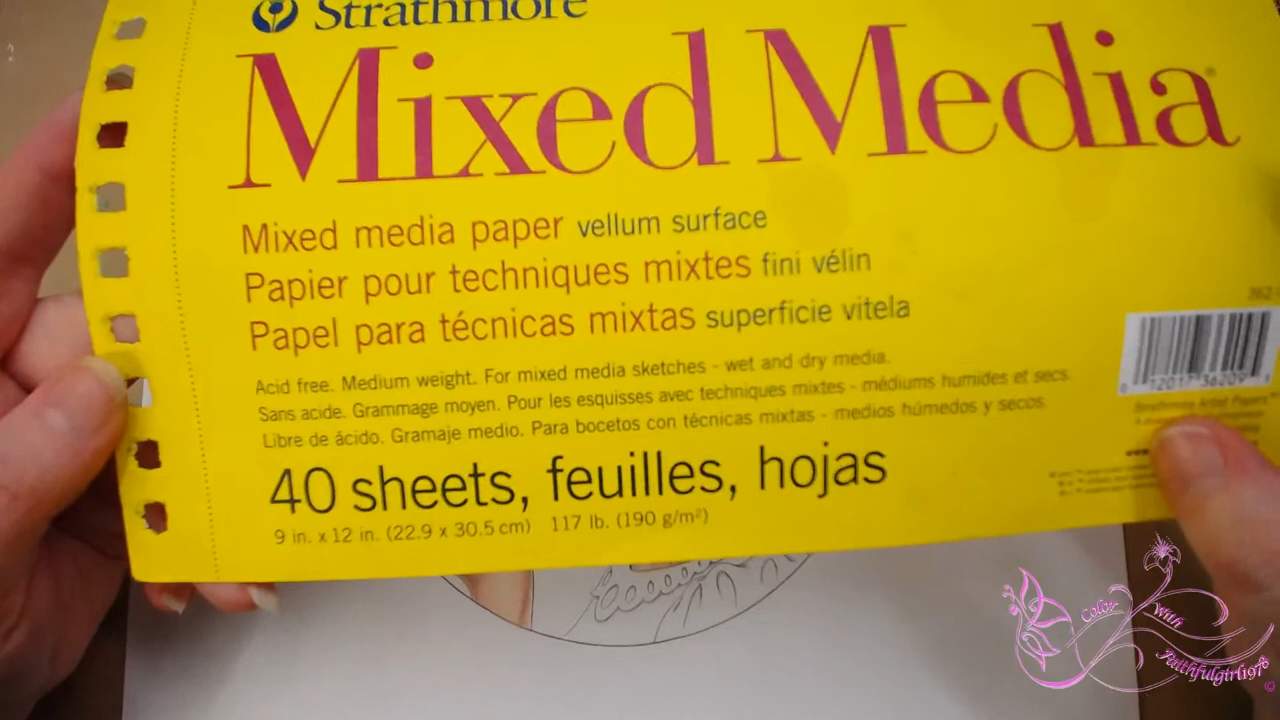 Strathmore
Mixed Media
Mixed media paper vellum surface
Papier pour techniques mixtes fini vélin
Papel para técnicas mixtas superficie vitela
Acid free. Medium weight. For mixed media sketches - wet and dry media.
Sans acide. Grammage moyen. Pour les esquisses avec techniques mixtes - médiums humides et secs.
Libre de ácido. Gramaje medio. Para bocetos con técnicas mixtas - medios húmedos y secos.
40 sheets, feuilles, hojas
9 in. x 12 in. (22.9 x 30.5 cm) 117 lb. (190 g/m²)
Strathmore Artist Papers™
Color With
Faithfulgirl1978 ©